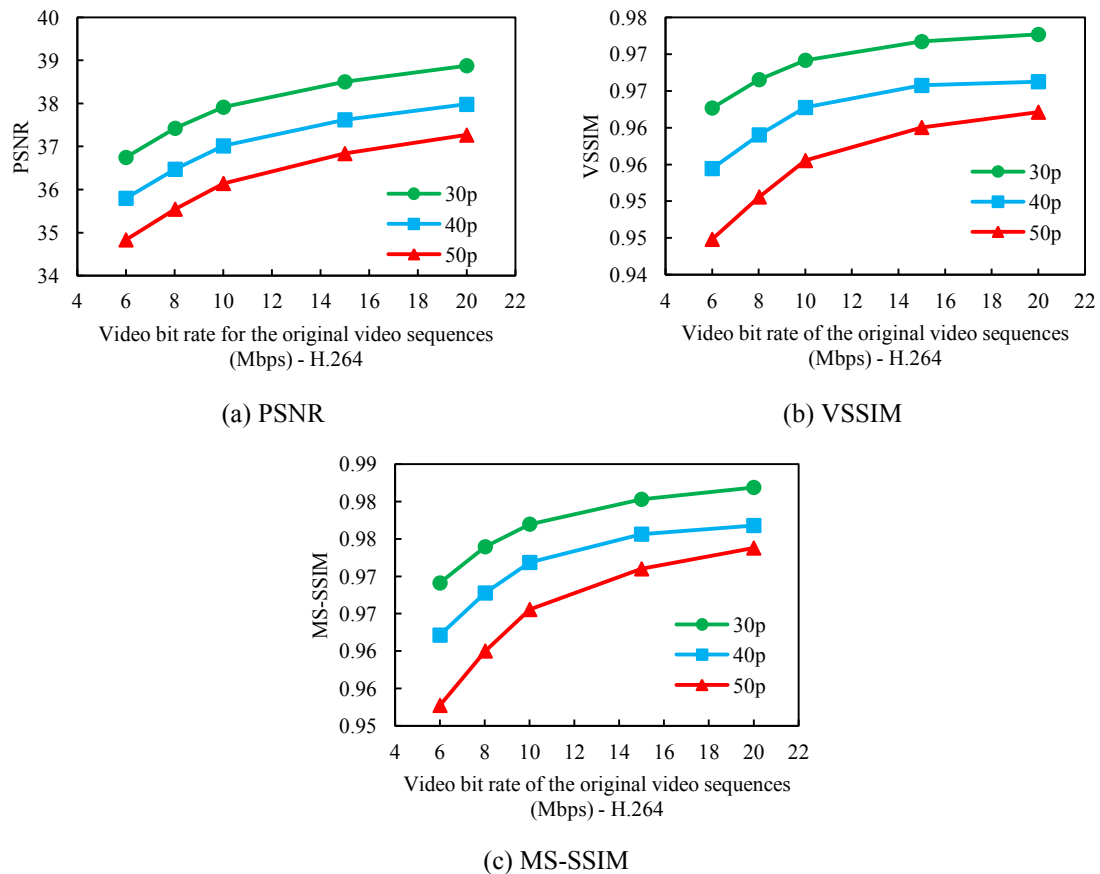 40
39
38
37
36
35
34
PSNR
30p
40p
50p
4 6 8 10 12 14 16 18 20 22
Video bit rate for the original video sequences
(Mbps) - H.264
(a) PSNR
0.98
0.97
0.97
0.96
0.96
0.95
0.95
0.94
VSSIM
30p
40p
50p
4 6 8 10 12 14 16 18 20 22
Video bit rate of the original video sequences
(Mbps) - H.264
(b) VSSIM
0.99
0.98
0.98
0.97
0.97
0.96
0.96
0.95
MS-SSIM
30p
40p
50p
4 6 8 10 12 14 16 18 20 22
Video bit rate of the original video sequences
(Mbps) - H.264
(c) MS-SSIM